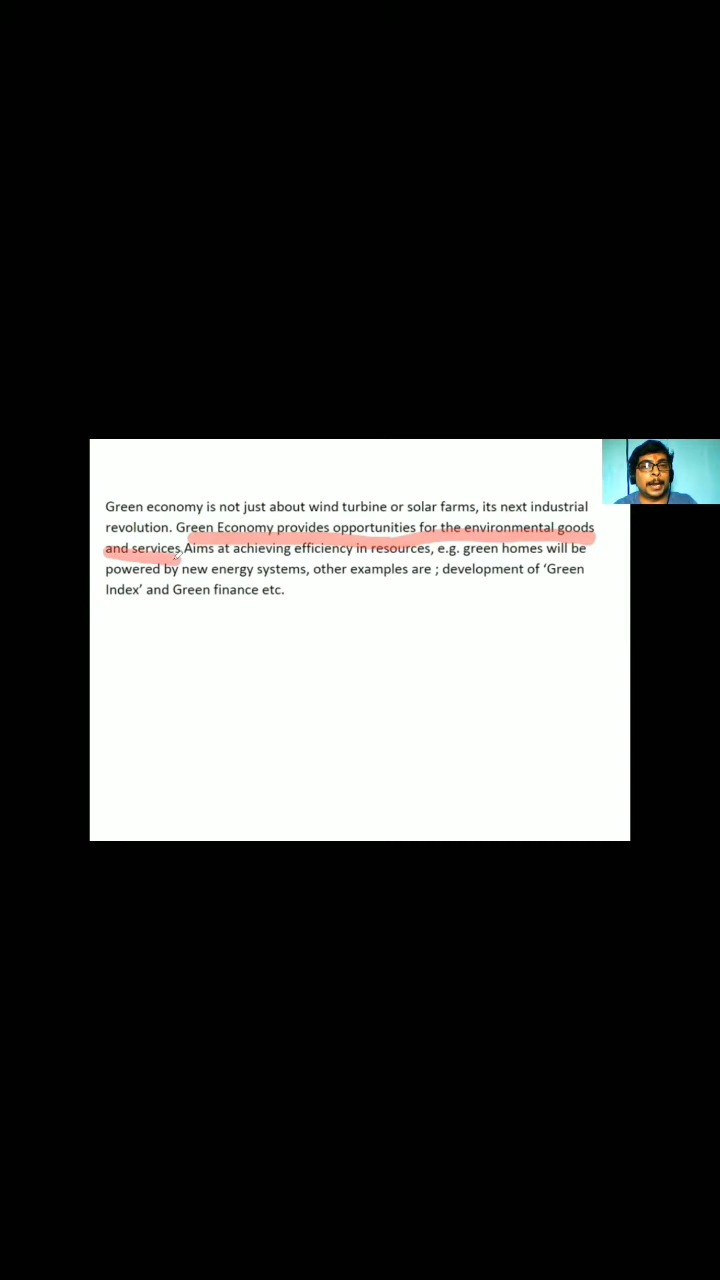 Green economy is not just about wind turbine or solar farms, its next industrial
revolution. Green Economy provides opportunities for the environmental goods
and services.Aims at achieving efficiency in resources, e.g. green homes will be
powered by new energy systems, other examples are ; development of ‘Green
Index’ and Green finance etc.